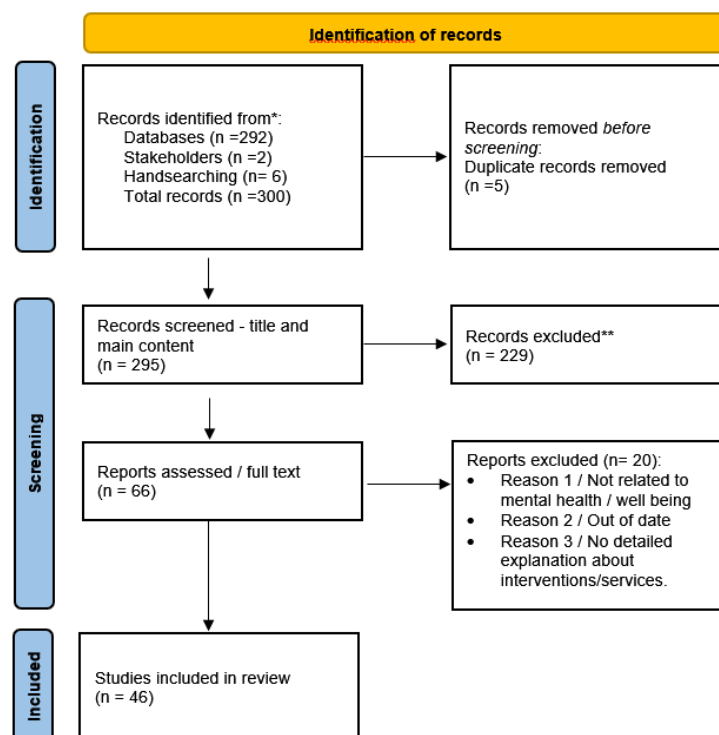 Identification of records
Identification
Records identified from*:
Databases (n =292)
Stakeholders (n =2)
Handsearching (n= 6)
Total records (n =300)
Records removed before
screening:
Duplicate records removed
(n =5)
Screening
Records screened - title and
main content
(n = 295)
Records excluded**
(n = 229)
Reports assessed / full text
(n = 66)
Reports excluded (n= 20):
• Reason 1 / Not related to
mental health / well being
• Reason 2 / Out of date
• Reason 3 / No detailed
explanation about
interventions/services.
Included
Studies included in review
(n = 46)